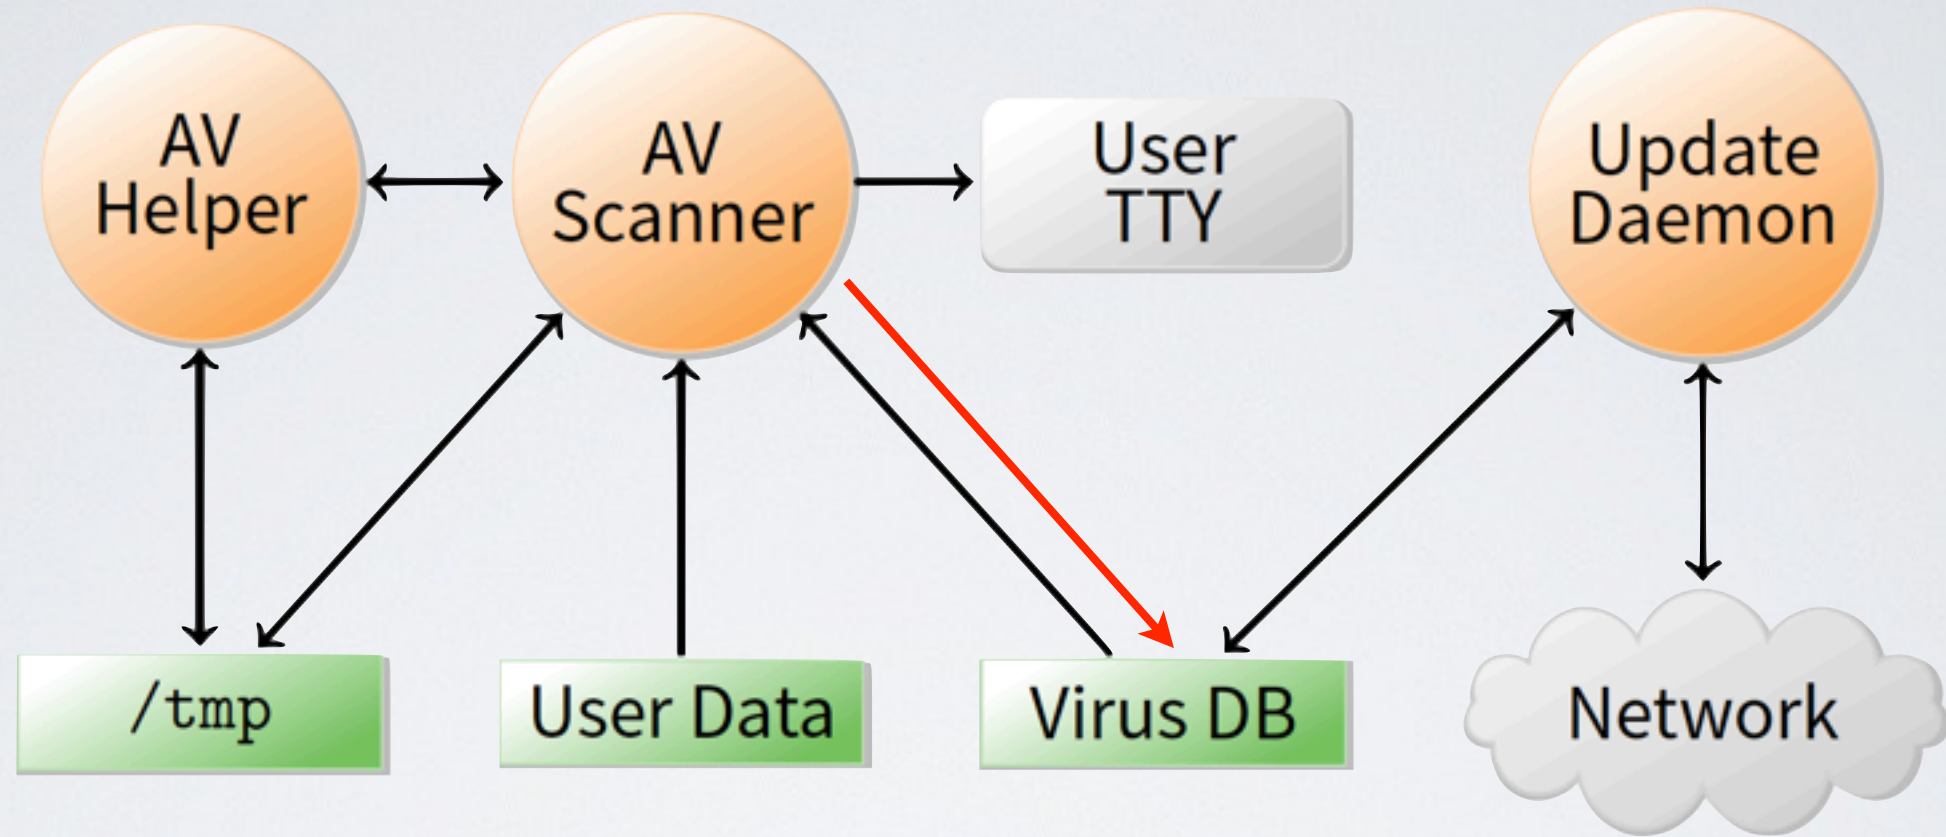 AV
Helper
AV
Scanner
User
TTY
Update
Daemon
/tmp
User Data
Virus DB
Network